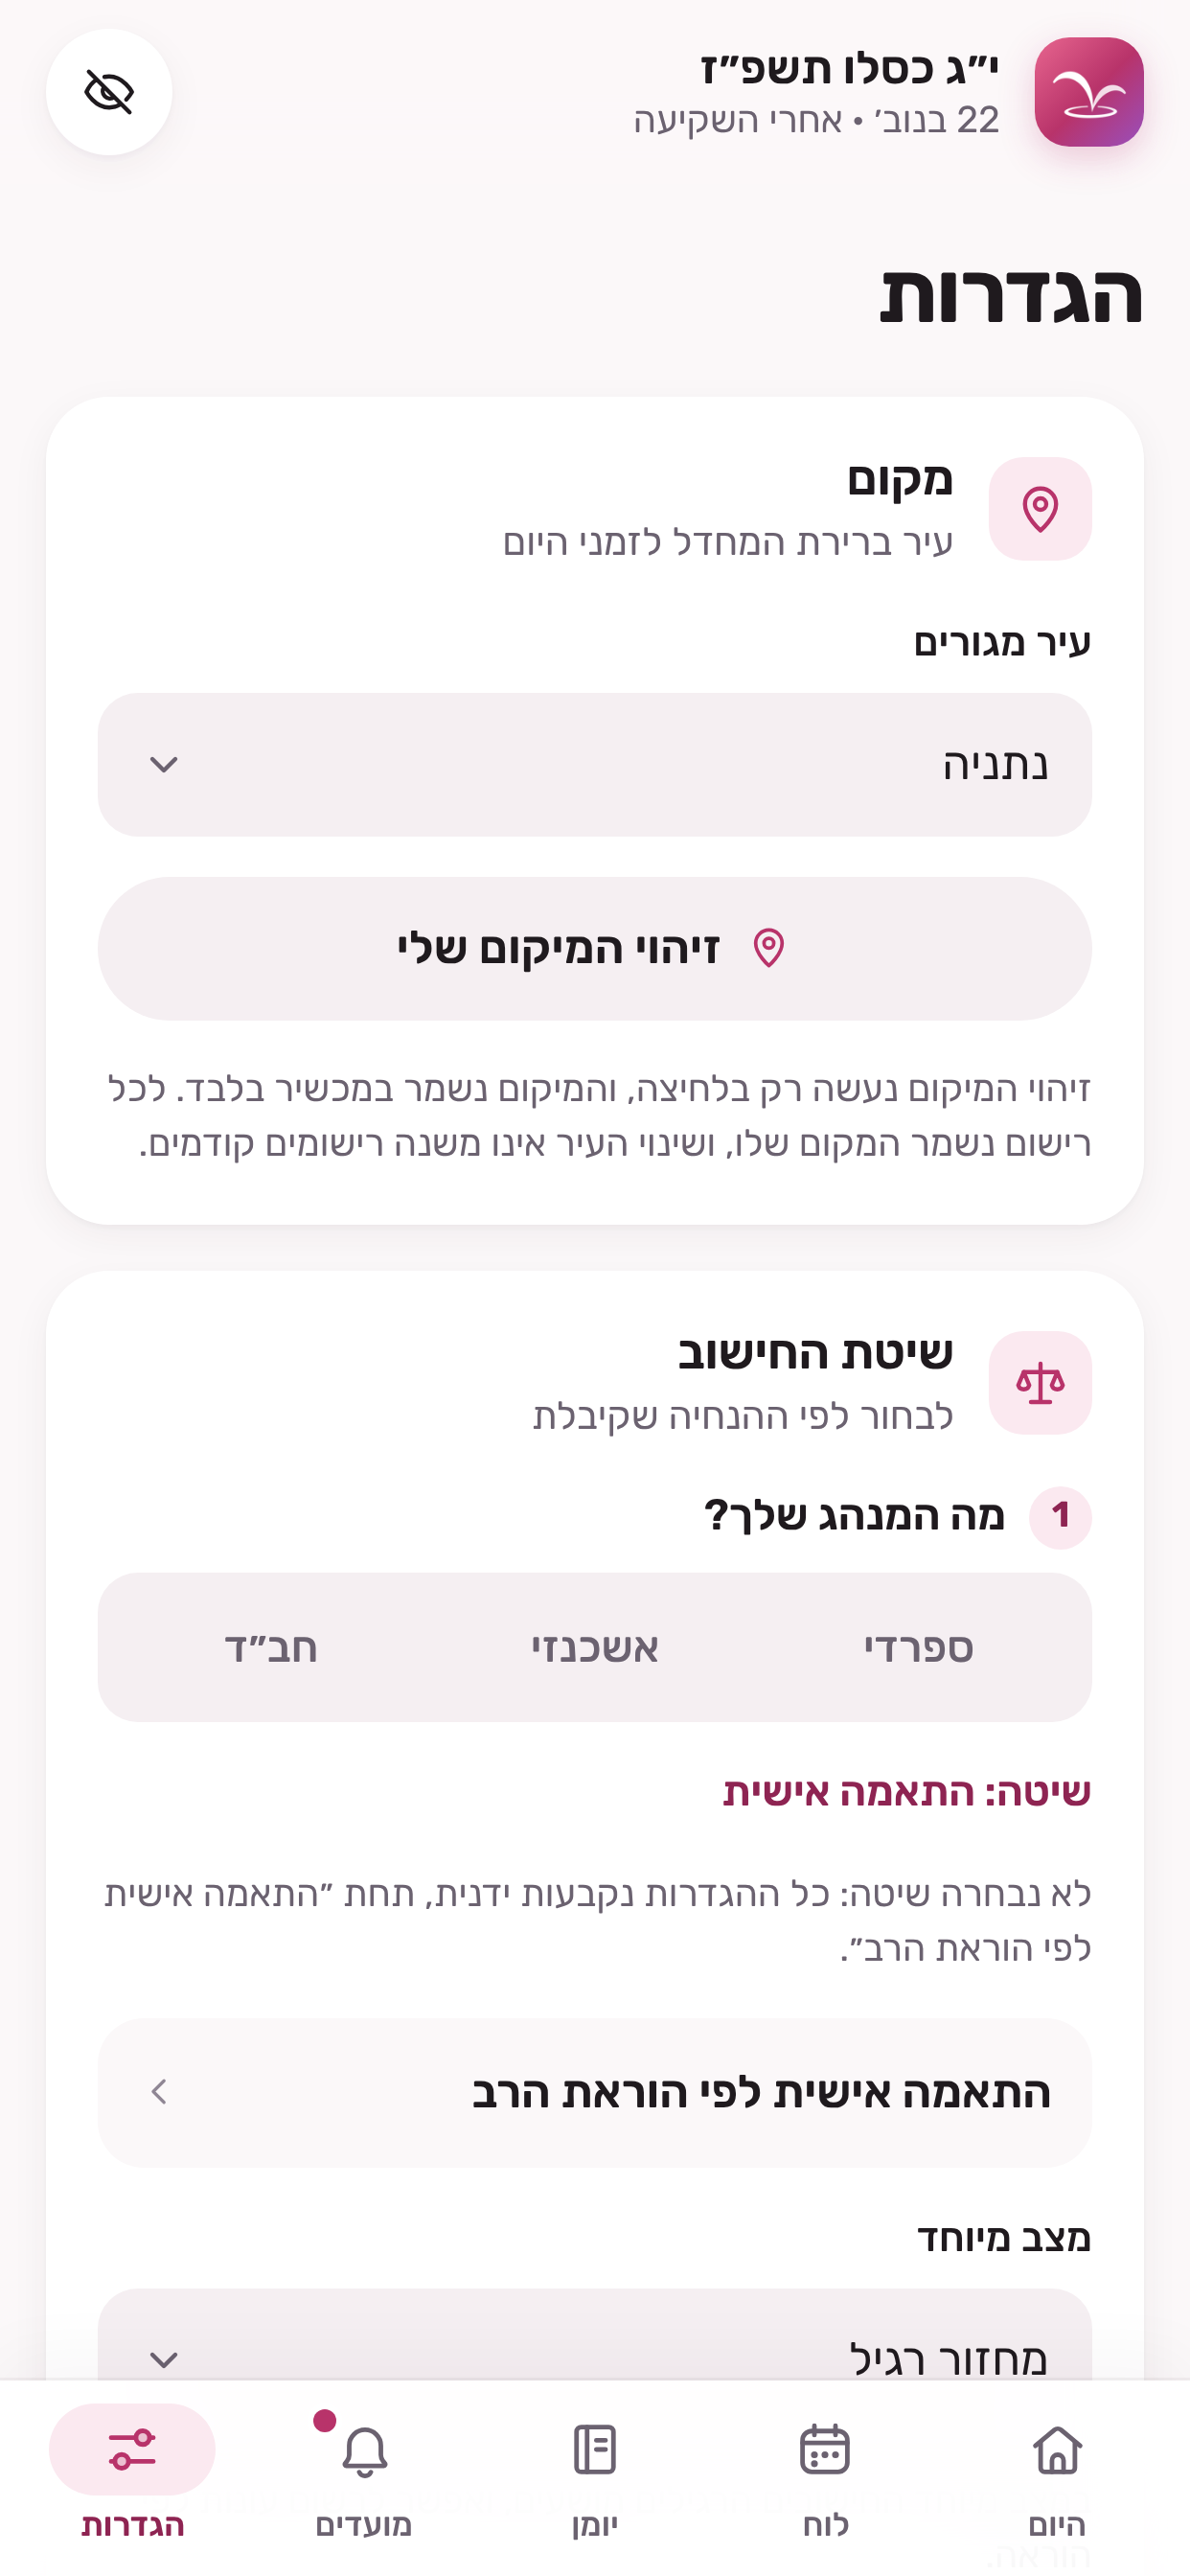 י״ג כסלו תשפ״ז
22 בנוב׳ • אחרי השקיעה
הגדרות
מקום
עיר ברירת המחדל לזמני היום
עיר מגורים
נתניה
זיהוי המיקום שלי
זיהוי המיקום נעשה רק בלחיצה, והמיקום נשמר במכשיר בלבד. לכל
רישום נשמר המקום שלו, ושינוי העיר אינו משנה רישומים קודמים.
שיטת החישוב
לבחור לפי ההנחיה שקיבלת
1 מה המנהג שלך?
ספרדי אשכנזי חב״ד
שיטה: התאמה אישית
לא נבחרה שיטה: כל ההגדרות נקבעות ידנית, תחת ״התאמה אישית
לפי הוראת הרב״.
התאמה אישית לפי הוראת הרב
מצב מיוחד
מחזור רגיל
היום לוח יומן מועדים הגדרות